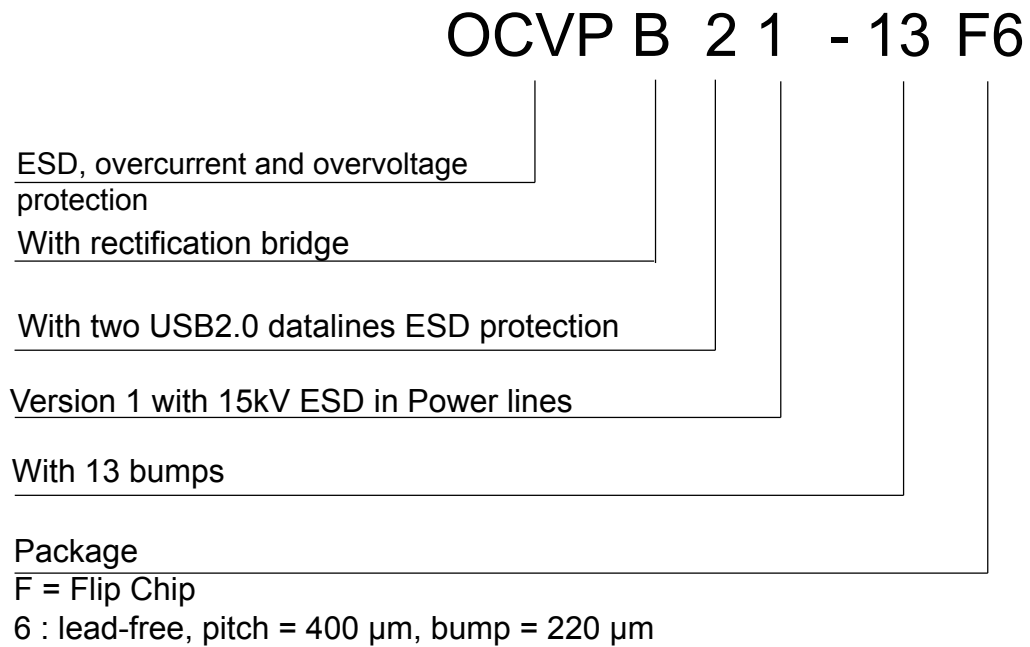 OCVP B 2 1 - 13 F6
ESD, overcurrent and overvoltage
protection
With rectification bridge
With two USB2.0 datalines ESD protection
Version 1 with 15kV ESD in Power lines
With 13 bumps
Package
F = Flip Chip
6 : lead-free, pitch = 400 µm, bump = 220 µm